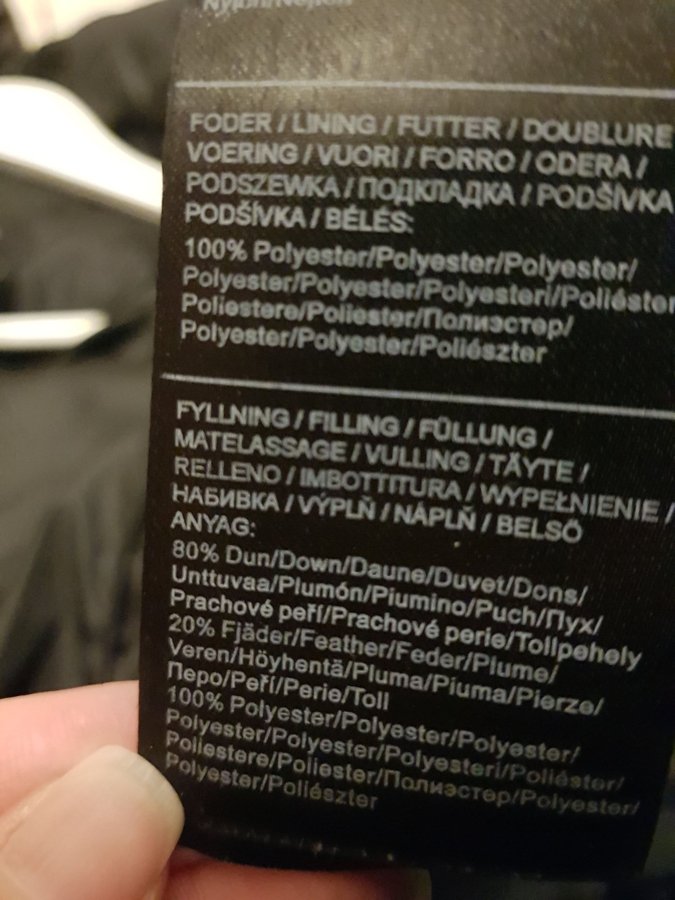 Nylon/Nejlon
FODER / LINING / FUTTER / DOUBLURE
VOERING / VUORI / FORRO / ODERA /
PODSZEWKA / ПОДКЛАДКА / PODŠÍVKA
PODŠÍVKA / BÉLÉS:
100% Polyester/Polyester/Polyester/
Polyester/Polyester/Polyesteri/Poliéster
Poliestere/Poliester/Полиэстер/
Polyester/Polyester/Poliészter
FYLLNING / FILLING / FÜLLUNG /
MATELASSAGE / VULLING / TÄYTE /
RELLENO / IMBOTTITURA / WYPEŁNIENIE /
НАБИВКА / VÝPLŇ / NÁPLŇ / BELSŐ
ANYAG:
80% Dun/Down/Daune/Duvet/Dons/
Unttuvaa/Plumón/Piumino/Puch/Пух/
Prachové peří/Prachové perie/Tollpehely
20% Fjäder/Feather/Feder/Plume/
Veren/Höyhentä/Pluma/Piuma/Pierze/
Перо/Peří/Perie/Toll
100% Polyester/Polyester/Polyester/
Polyester/Polyester/Polyesteri/Poliéster/
Poliestere/Poliester/Полиэстер/Polyester/
Polyester/Poliészter